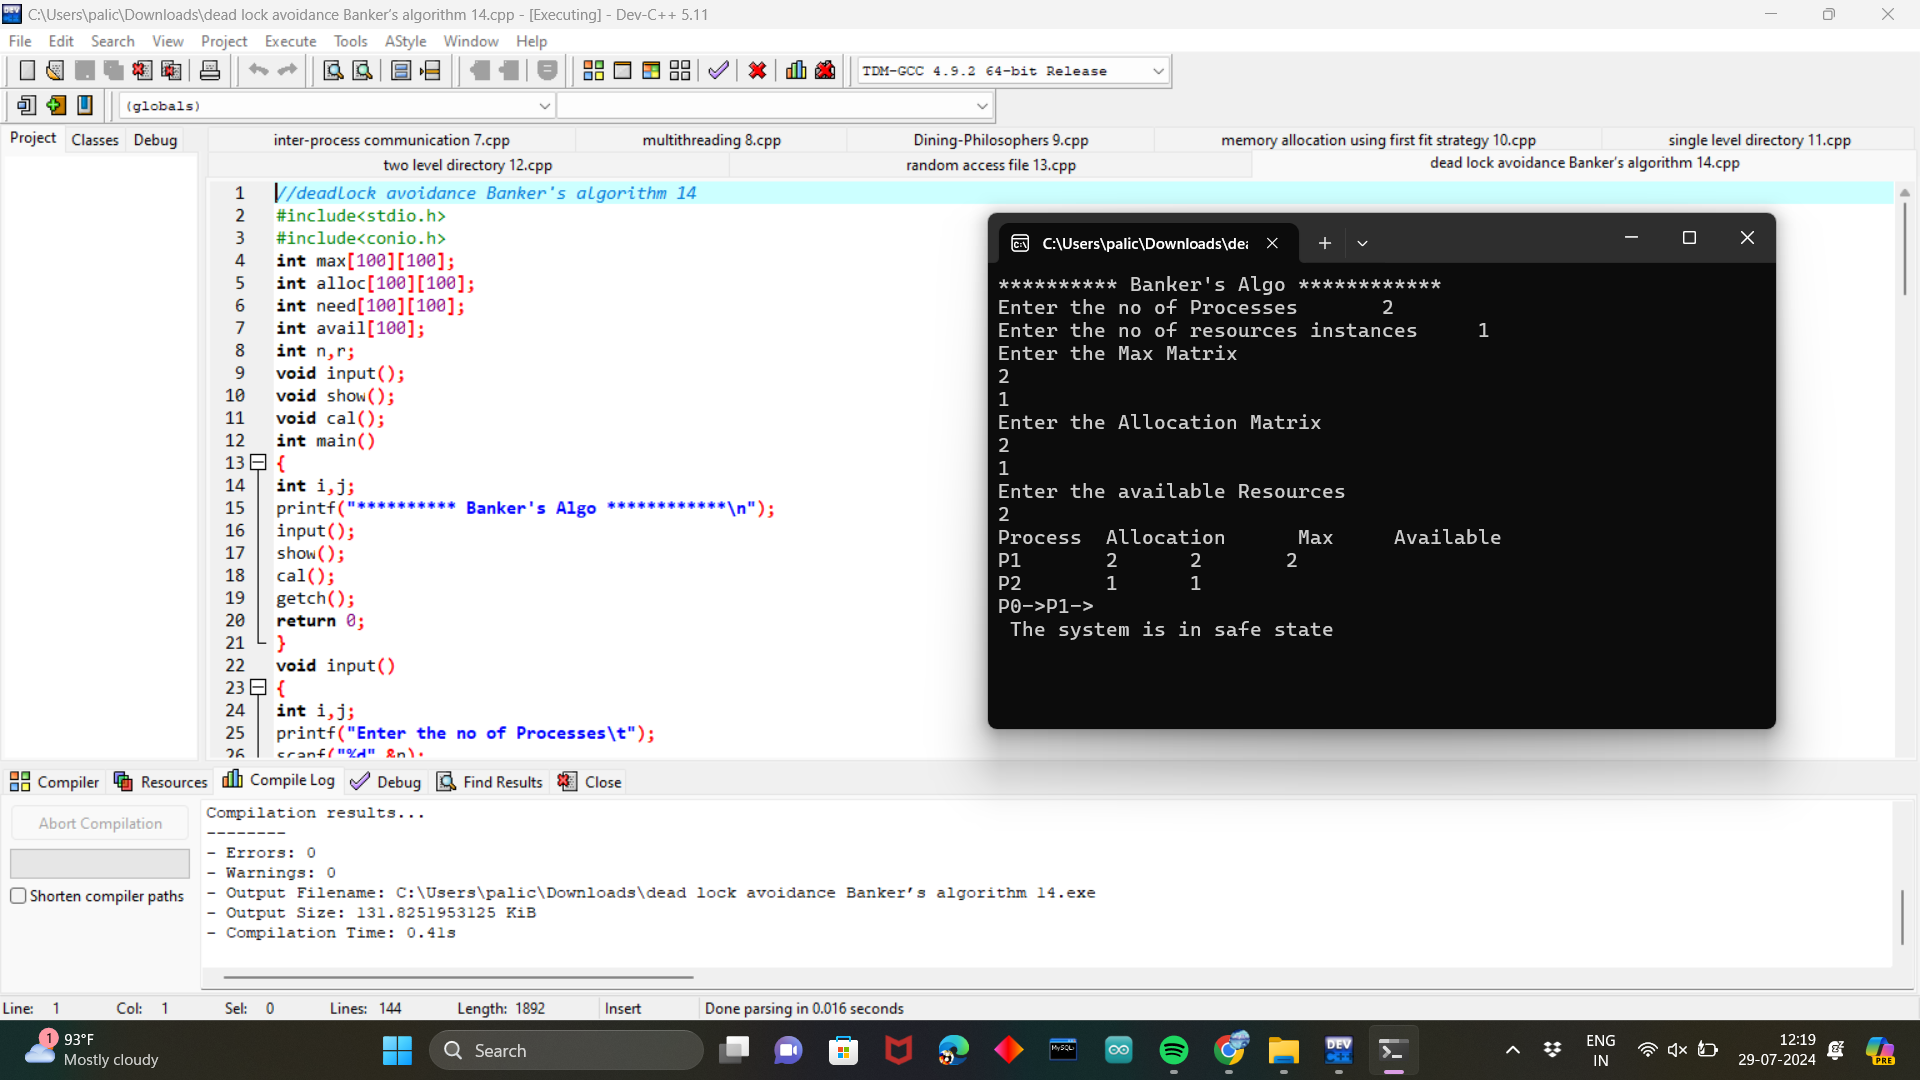 C:\Users\palic\Downloads\dead lock avoidance Banker's algorithm 14.cpp - [Executing] - Dev-C++ 5.11
File Edit Search View Project Execute Tools AStyle Window Help
TDM-GCC 4.9.2 64-bit Release
(globals)
Project Classes Debug
inter-process communication 7.cpp multithreading 8.cpp Dining-Philosophers 9.cpp memory allocation using first fit strategy 10.cpp single level directory 11.cpp
two level directory 12.cpp random access file 13.cpp dead lock avoidance Banker's algorithm 14.cpp
1 //deadlock avoidance Banker's algorithm 14
2 #include<stdio.h>
3 #include<conio.h>
4 int max[100][100];
5 int alloc[100][100];
6 int need[100][100];
7 int avail[100];
8 int n,r;
9 void input();
10 void show();
11 void cal();
12 int main()
13 {
14 int i,j;
15 printf("********** Banker's Algo ************\n");
16 input();
17 show();
18 cal();
19 getch();
20 return 0;
21 }
22 void input()
23 {
24 int i,j;
25 printf("Enter the no of Processes\t");
26 scanf("%d",&n);
C:\Users\palic\Downloads\dea
********** Banker's Algo ************
Enter the no of Processes 2
Enter the no of resources instances 1
Enter the Max Matrix
2
1
Enter the Allocation Matrix
2
1
Enter the available Resources
2
Process Allocation Max Available
P1 2 2 2
P2 1 1
P0->P1->
The system is in safe state
Compiler Resources Compile Log Debug Find Results Close
Abort Compilation
Shorten compiler paths
Compilation results...
--------
- Errors: 0
- Warnings: 0
- Output Filename: C:\Users\palic\Downloads\dead lock avoidance Banker's algorithm 14.exe
- Output Size: 131.8251953125 KiB
- Compilation Time: 0.41s
Line: 1 Col: 1 Sel: 0 Lines: 144 Length: 1892 Insert Done parsing in 0.016 seconds
1
93°F
Mostly cloudy
Search
MySQL
DEV
ENG
IN
12:19
29-07-2024
PRE